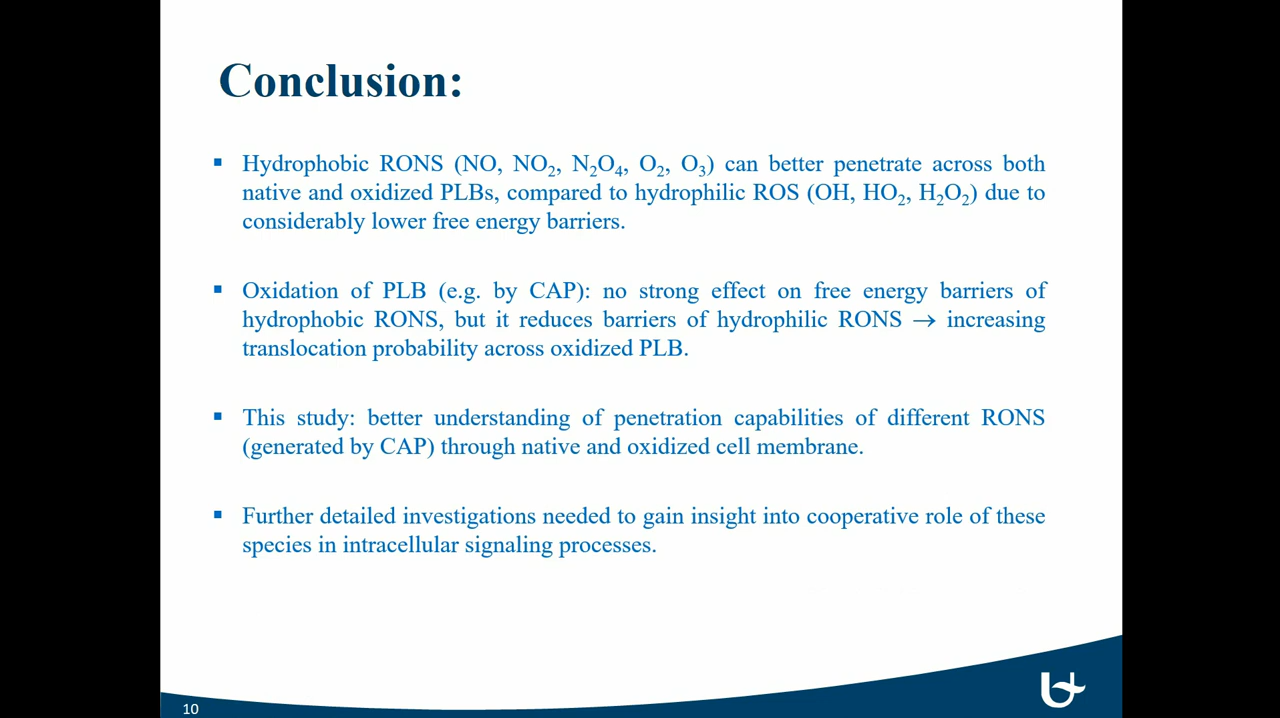 Conclusion:
▪ Hydrophobic RONS (NO, NO₂, N₂O₄, O₂, O₃) can better penetrate across both
native and oxidized PLBs, compared to hydrophilic ROS (OH, HO₂, H₂O₂) due to
considerably lower free energy barriers.
▪ Oxidation of PLB (e.g. by CAP): no strong effect on free energy barriers of
hydrophobic RONS, but it reduces barriers of hydrophilic RONS → increasing
translocation probability across oxidized PLB.
▪ This study: better understanding of penetration capabilities of different RONS
(generated by CAP) through native and oxidized cell membrane.
▪ Further detailed investigations needed to gain insight into cooperative role of these
species in intracellular signaling processes.
10